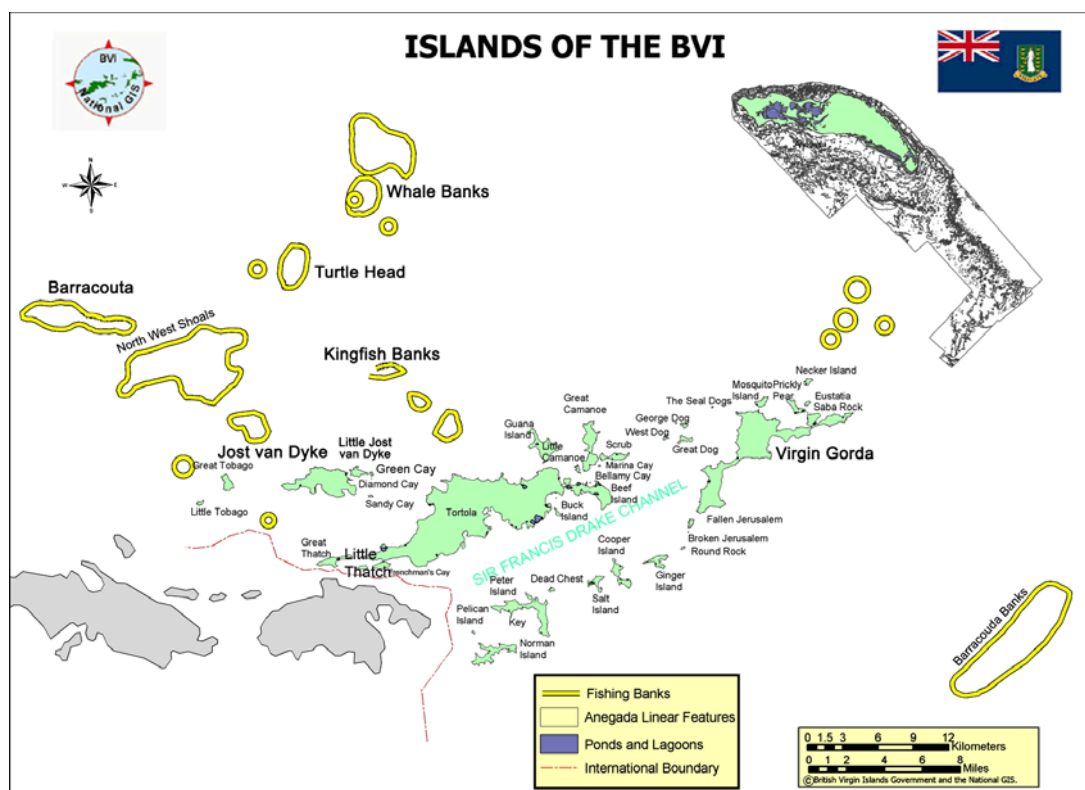 ISLANDS OF THE BVI
BVI
National GIS
N
W
E
S
Whale Banks
Turtle Head
Barracouta
North West Shoals
Kingfish Banks
Necker Island
Mosquito
Island
Prickly
Pear
Eustatia
Saba Rock
The Seal Dogs
Great
Camanoe
George Dog
West Dog
Great Dog
Virgin Gorda
Guana
Island
Little
Camanoe
Scrub
Marina Cay
Bellamy Cay
Beef
Island
Jost van Dyke
Little Jost
van Dyke
Green Cay
Diamond Cay
Sandy Cay
Great Tobago
Little Tobago
Tortola
Buck
Island
SIR FRANCIS DRAKE CHANNEL
Fallen Jerusalem
Broken Jerusalem
Round Rock
Great
Thatch
Little
Thatch
Frenchman's Cay
Cooper
Island
Ginger
Island
Dead Chest
Salt
Island
Peter
Island
Key
Pelican
Island
Norman
Island
Barracouda Banks
Fishing Banks
Anegada Linear Features
Ponds and Lagoons
International Boundary
0 1.5 3 6 9 12
Kilometers
0 1 2 4 6 8
Miles
©British Virgin Islands Government and the National GIS.